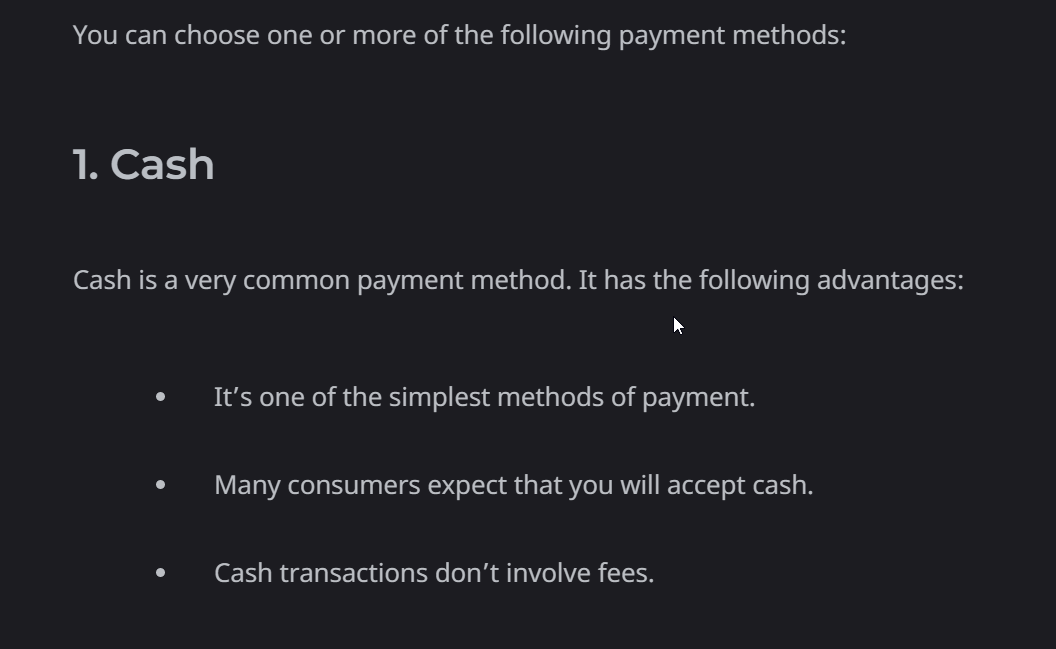 You can choose one or more of the following payment methods:
1. Cash
Cash is a very common payment method. It has the following advantages:
• It’s one of the simplest methods of payment.
• Many consumers expect that you will accept cash.
• Cash transactions don’t involve fees.